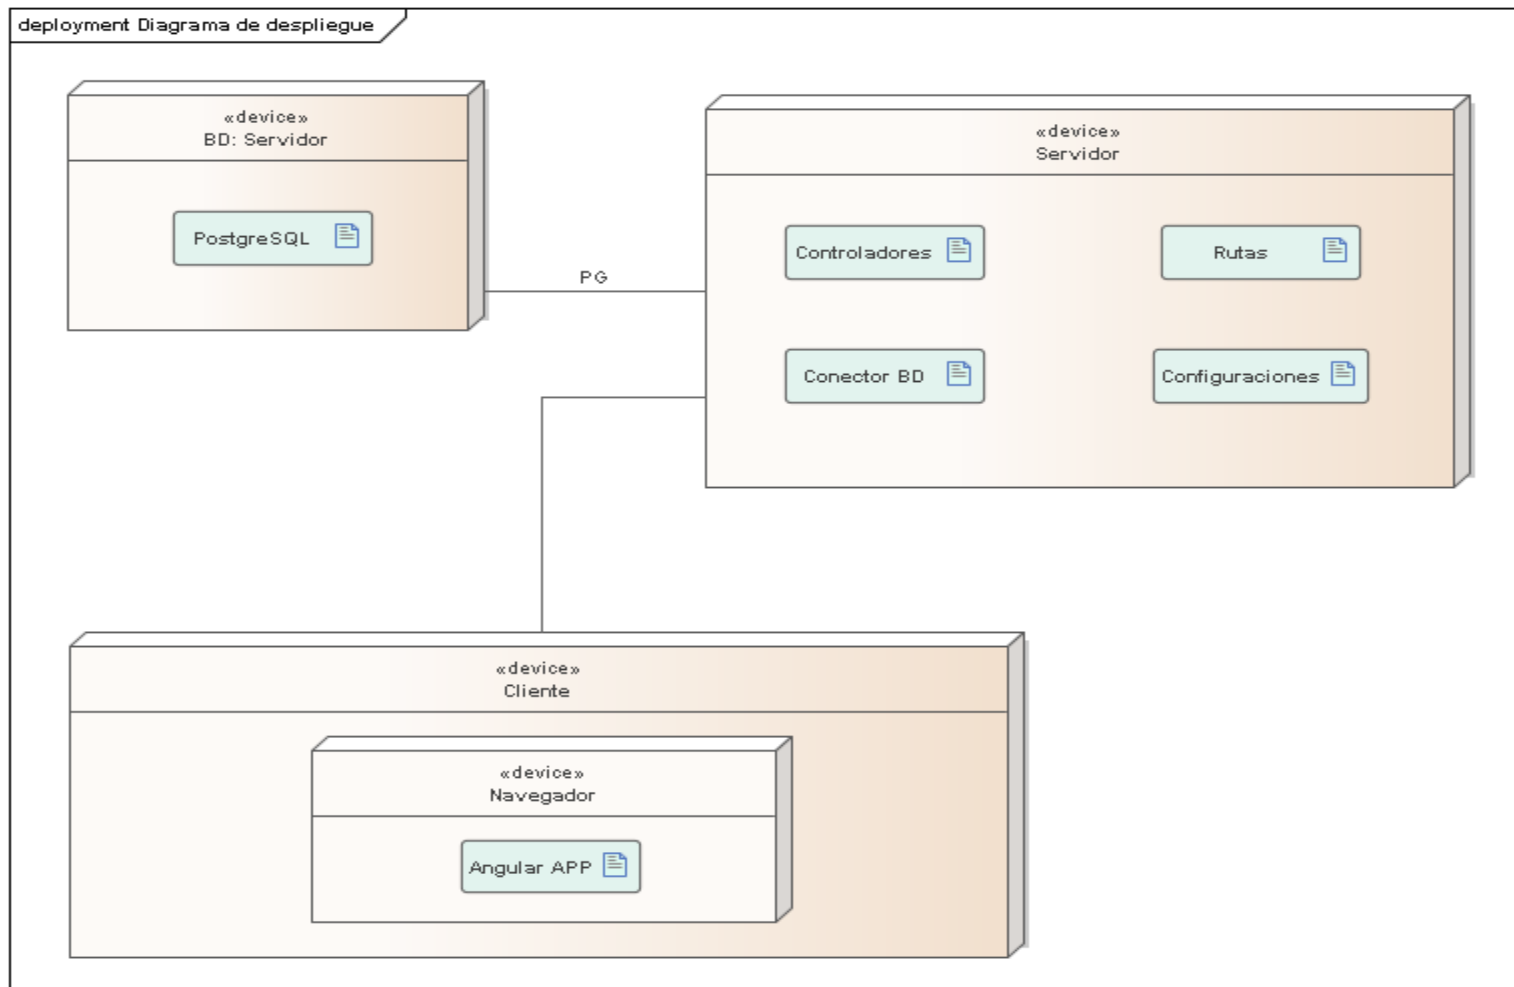 deployment Diagrama de despliegue
«device»
BD: Servidor
PostgreSQL
PG
«device»
Servidor
Controladores
Rutas
Conector BD
Configuraciones
«device»
Cliente
«device»
Navegador
Angular APP